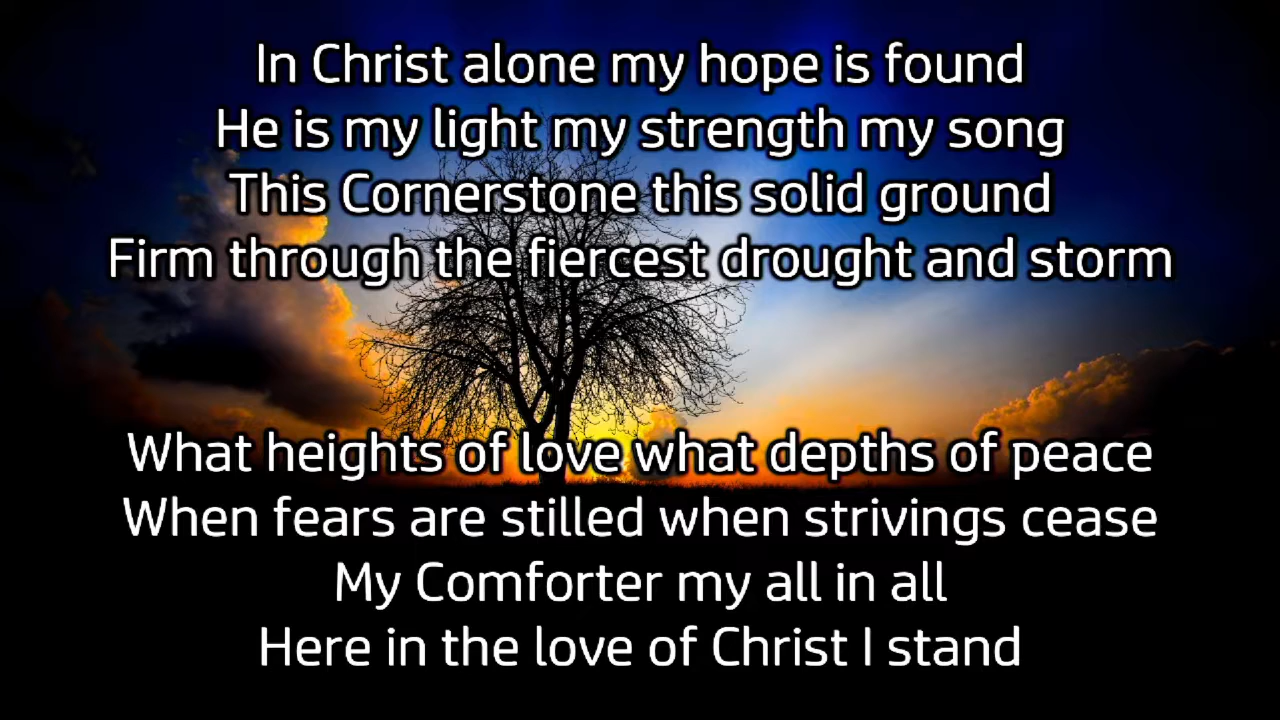 In Christ alone my hope is found
He is my light my strength my song
This Cornerstone this solid ground
Firm through the fiercest drought and storm
What heights of love what depths of peace
When fears are stilled when strivings cease
My Comforter my all in all
Here in the love of Christ I stand